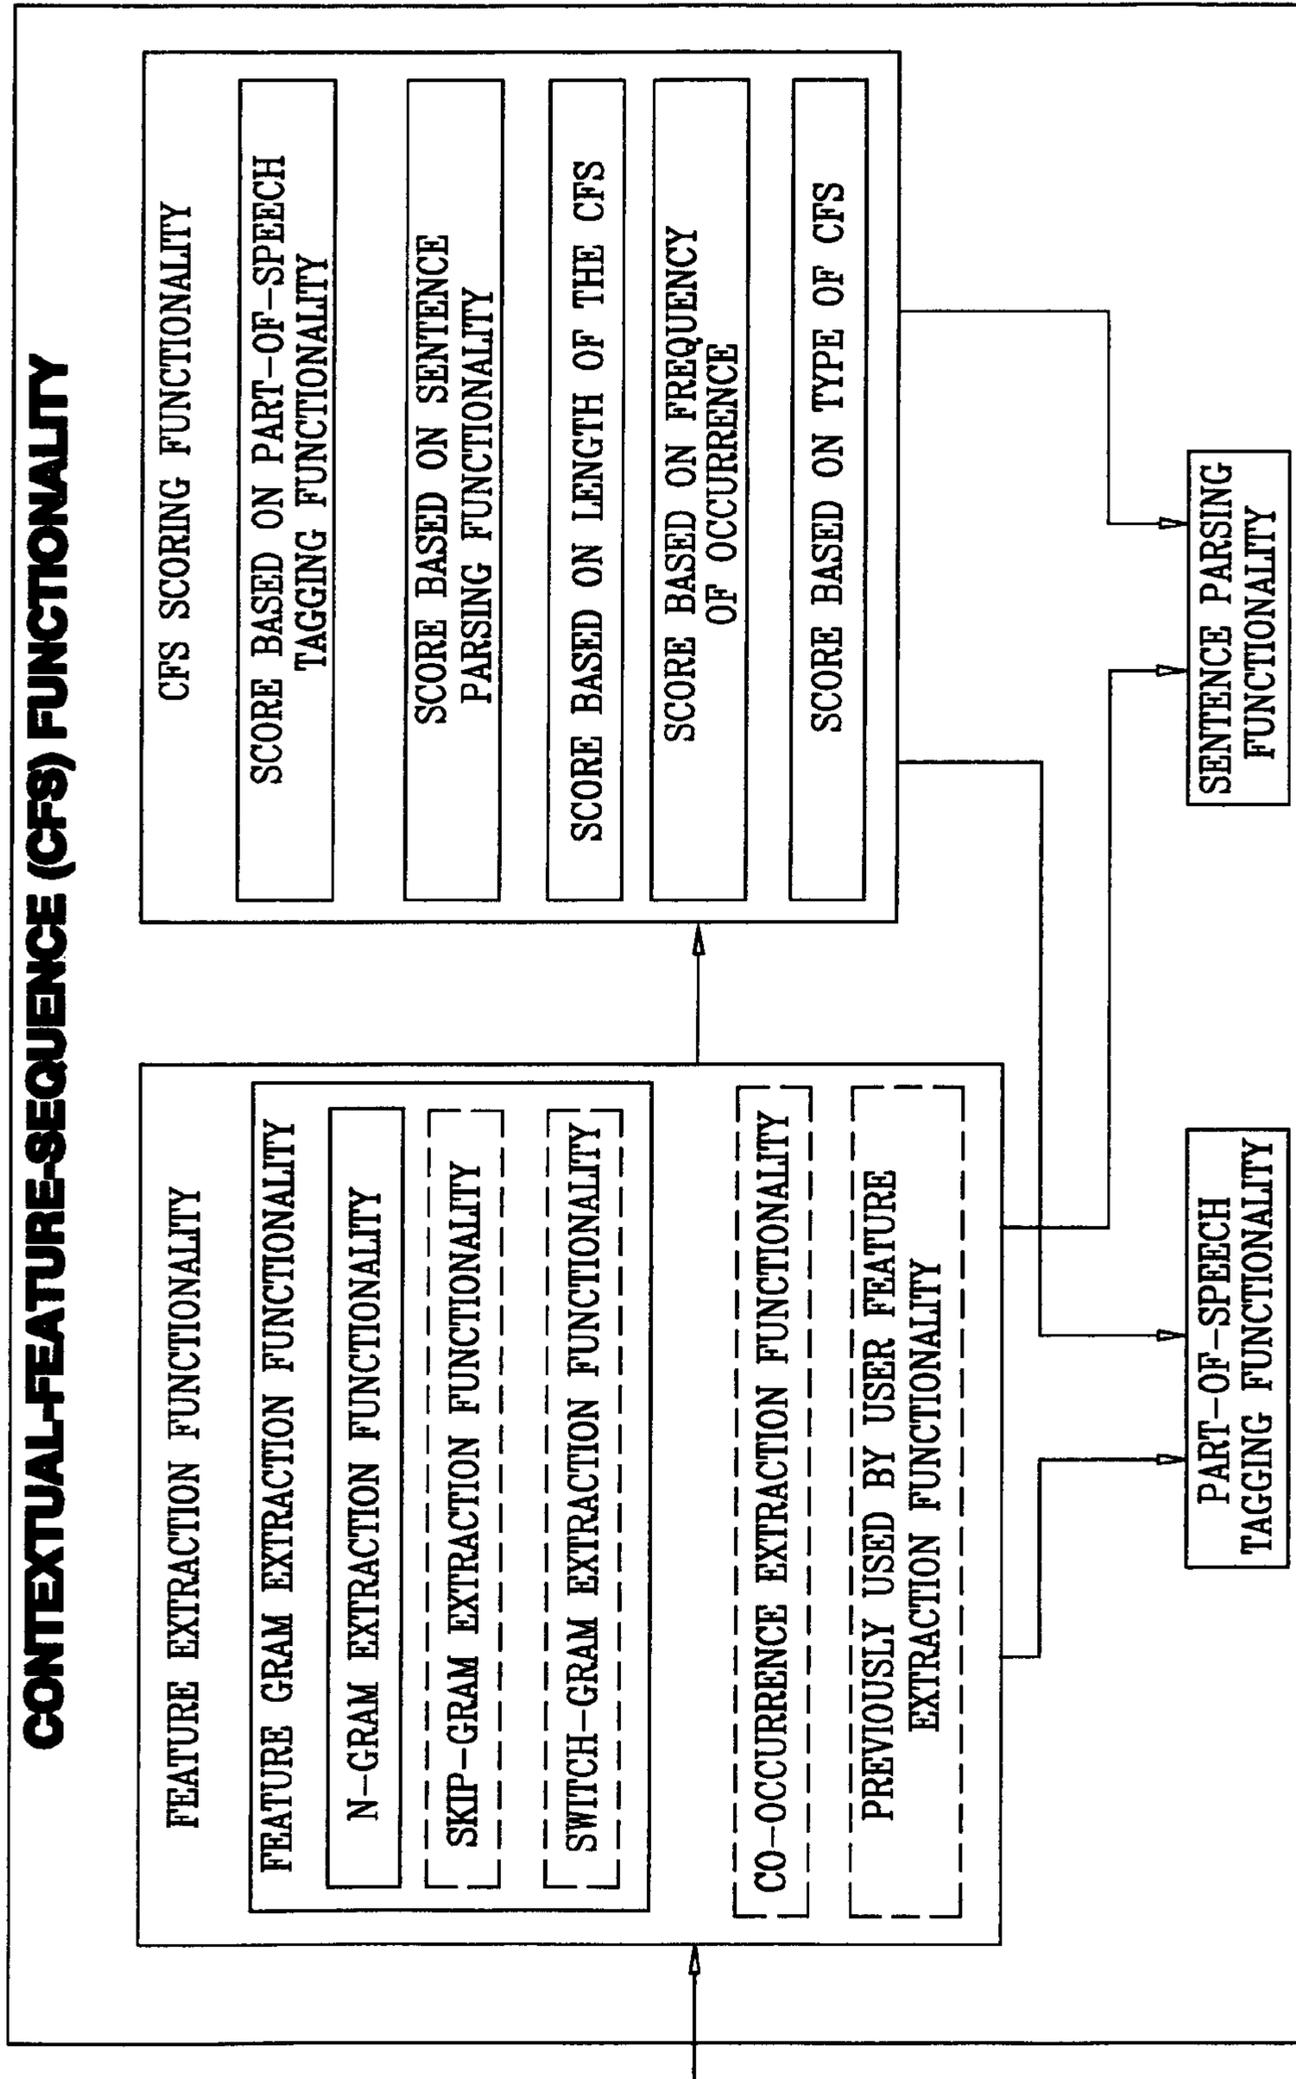 CONTEXTUAL-FEATURE-SEQUENCE (CFS) FUNCTIONALITY
FEATURE EXTRACTION FUNCTIONALITY
FEATURE GRAM EXTRACTION FUNCTIONALITY
N-GRAM EXTRACTION FUNCTIONALITY
SKIP-GRAM EXTRACTION FUNCTIONALITY
SWITCH-GRAM EXTRACTION FUNCTIONALITY
CO-OCCURRENCE EXTRACTION FUNCTIONALITY
PREVIOUSLY USED BY USER FEATURE
EXTRACTION FUNCTIONALITY
CFS SCORING FUNCTIONALITY
SCORE BASED ON PART-OF-SPEECH
TAGGING FUNCTIONALITY
SCORE BASED ON SENTENCE
PARSING FUNCTIONALITY
SCORE BASED ON LENGTH OF THE CFS
SCORE BASED ON FREQUENCY
OF OCCURRENCE
SCORE BASED ON TYPE OF CFS
PART-OF-SPEECH
TAGGING FUNCTIONALITY
SENTENCE PARSING
FUNCTIONALITY